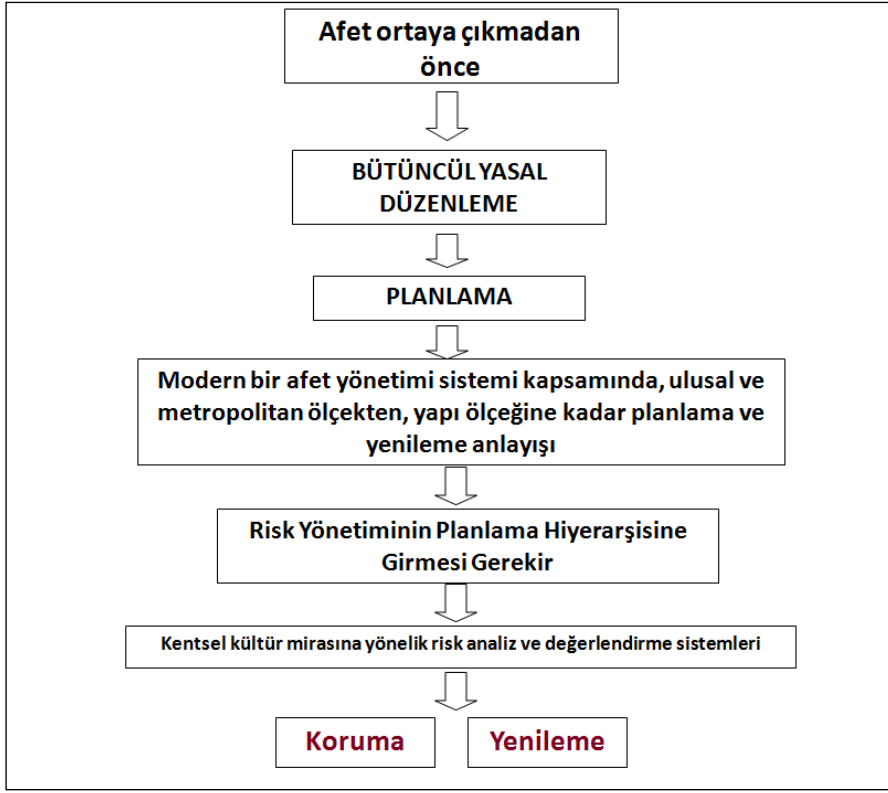 Afet ortaya çıkmadan
önce
BÜTÜNCÜL YASAL
DÜZENLEME
PLANLAMA
Modern bir afet yönetimi sistemi kapsamında, ulusal ve
metropolitan ölçekten, yapı ölçeğine kadar planlama ve
yenileme anlayışı
Risk Yönetiminin Planlama Hiyerarşisine
Girmesi Gerekir
Kentsel kültür mirasına yönelik risk analiz ve değerlendirme sistemleri
Koruma
Yenileme